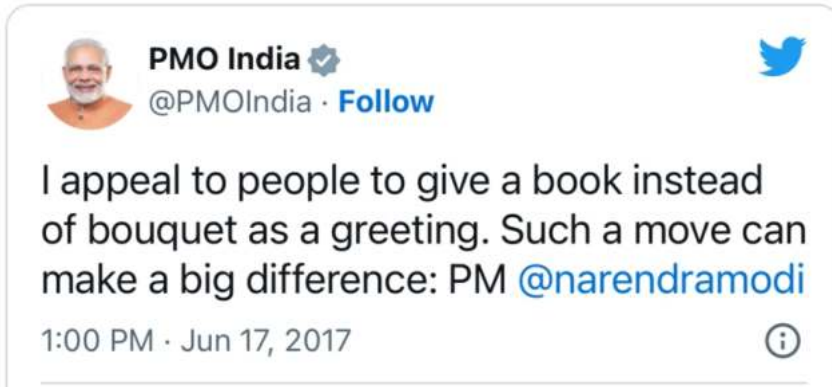 PMO India
@PMOIndia · Follow
I appeal to people to give a book instead
of bouquet as a greeting. Such a move can
make a big difference: PM @narendramodi
1:00 PM · Jun 17, 2017